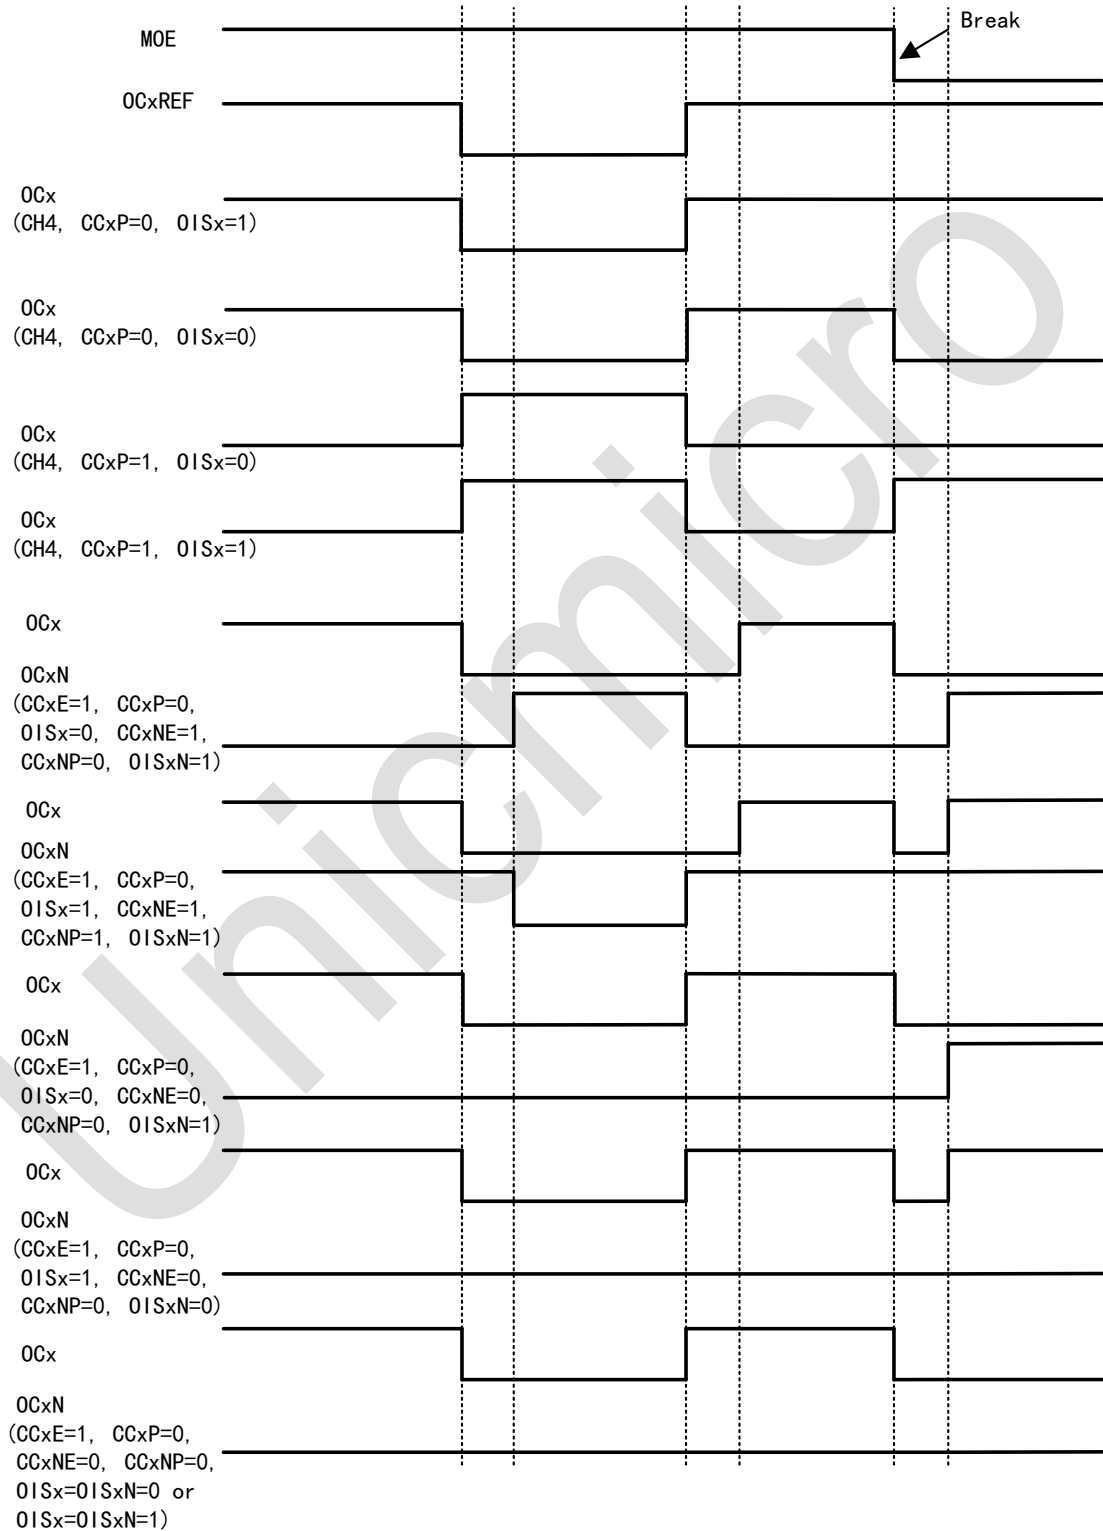 Break
MOE
OCxREF
OCx
(CH4, CCxP=0, OISx=1)
OCx
(CH4, CCxP=0, OISx=0)
OCx
(CH4, CCxP=1, OISx=0)
OCx
(CH4, CCxP=1, OISx=1)
OCx
OCxN
(CCxE=1, CCxP=0,
OISx=0, CCxNE=1,
CCxNP=0, OISxN=1)
OCx
OCxN
(CCxE=1, CCxP=0,
OISx=1, CCxNE=1,
CCxNP=1, OISxN=1)
OCx
OCxN
(CCxE=1, CCxP=0,
OISx=0, CCxNE=0,
CCxNP=0, OISxN=1)
OCx
OCxN
(CCxE=1, CCxP=0,
OISx=1, CCxNE=0,
CCxNP=0, OISxN=0)
OCx
OCxN
(CCxE=1, CCxP=0,
CCxNE=0, CCxNP=0,
OISx=OISxN=0 or
OISx=OISxN=1)
Unicmicro